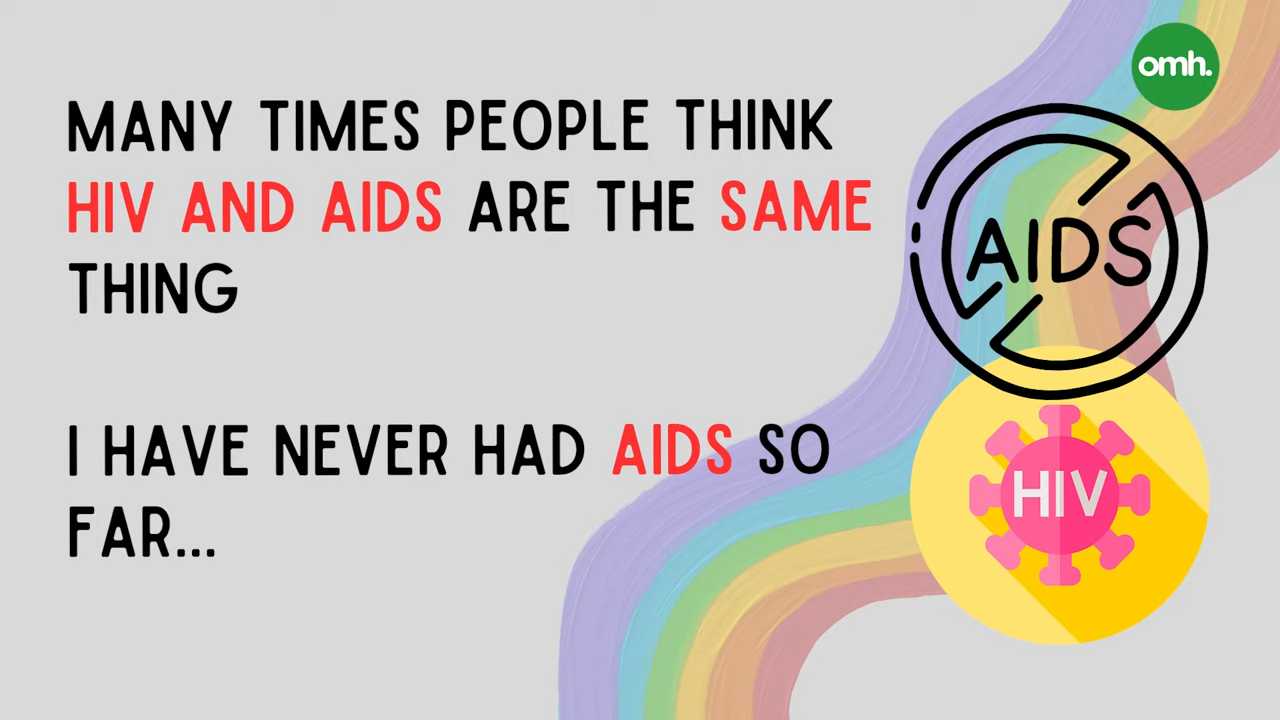 omh.
MANY TIMES PEOPLE THINK
HIV AND AIDS ARE THE SAME
THING
I HAVE NEVER HAD AIDS SO
FAR...
AIDS
HIV